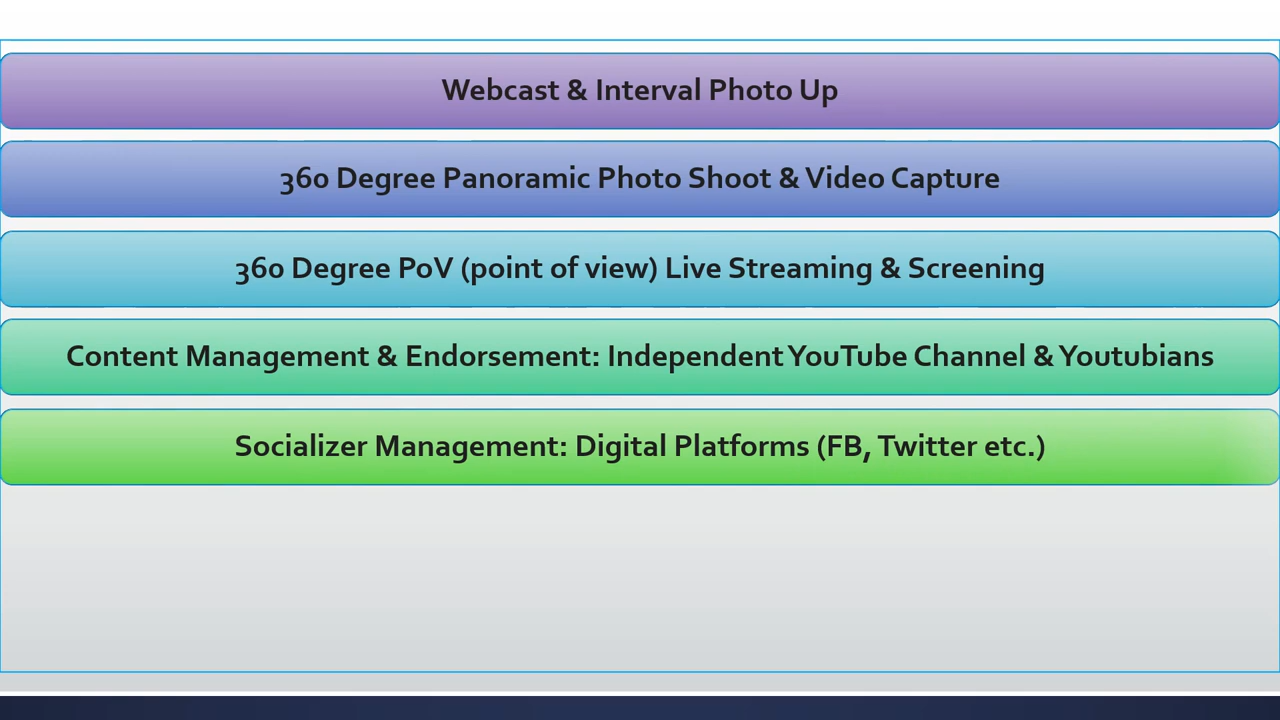 Webcast & Interval Photo Up
360 Degree Panoramic Photo Shoot & Video Capture
360 Degree PoV (point of view) Live Streaming & Screening
Content Management & Endorsement: Independent YouTube Channel & Youtubians
Socializer Management: Digital Platforms (FB, Twitter etc.)